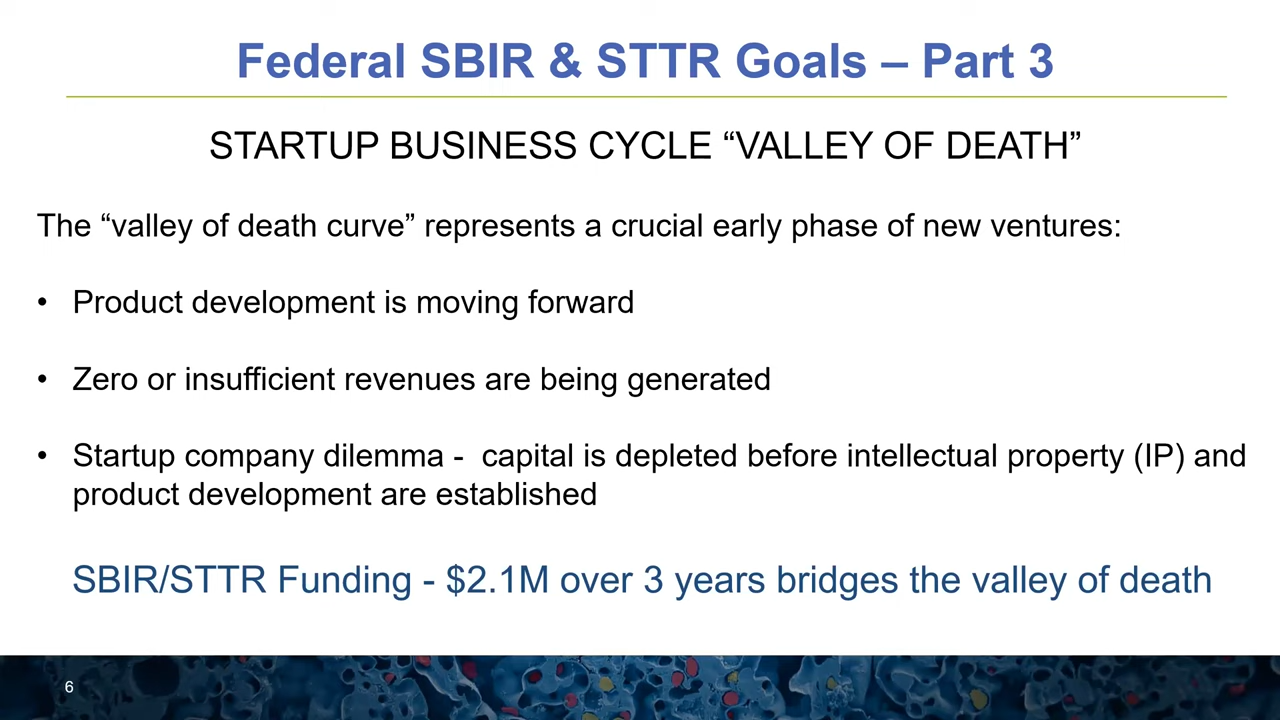 Federal SBIR & STTR Goals – Part 3
STARTUP BUSINESS CYCLE “VALLEY OF DEATH”
The “valley of death curve” represents a crucial early phase of new ventures:
• Product development is moving forward
• Zero or insufficient revenues are being generated
• Startup company dilemma -  capital is depleted before intellectual property (IP) and
product development are established
SBIR/STTR Funding - $2.1M over 3 years bridges the valley of death
6